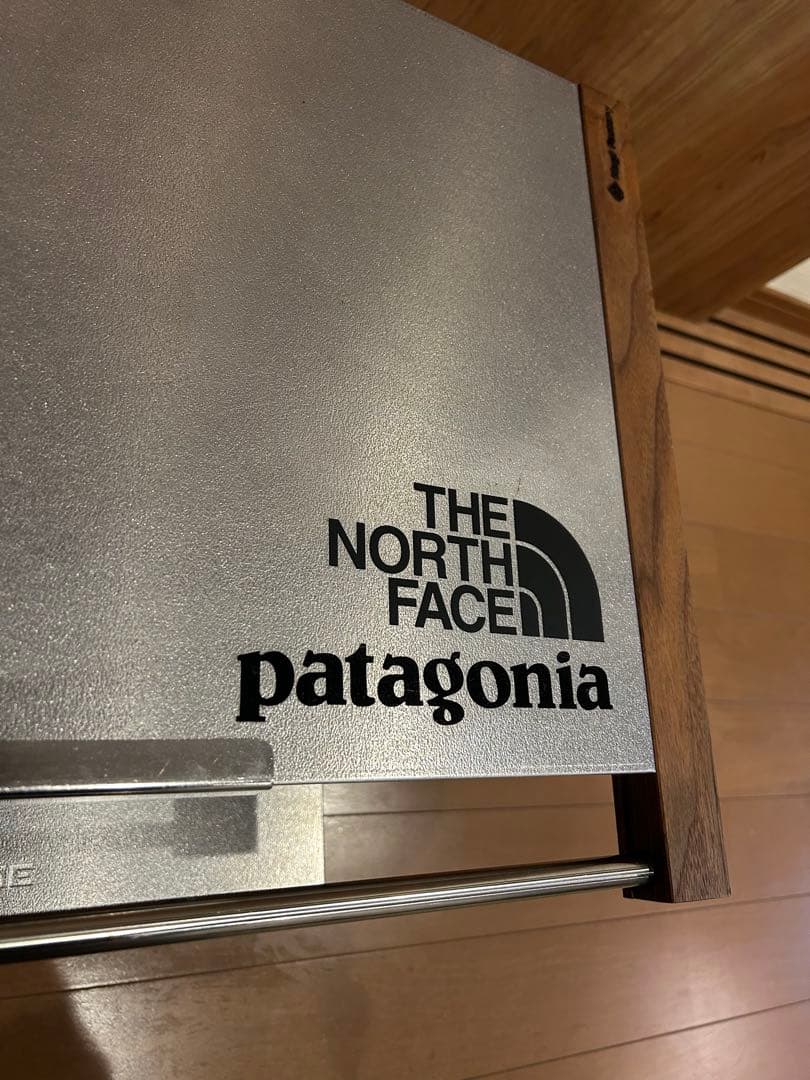 THE
NORTH
FACE
patagonia